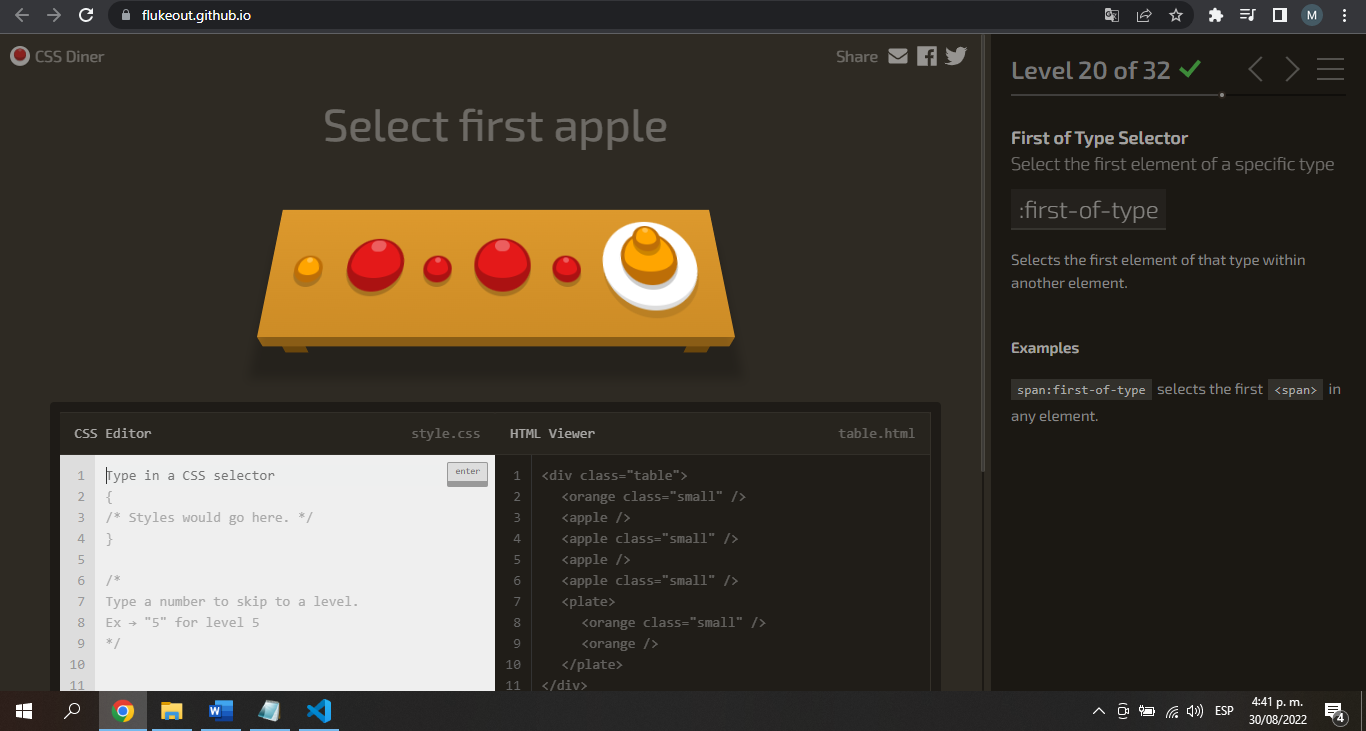 flukeout.github.io
M
CSS Diner
Share
Select first apple
Level 20 of 32
First of Type Selector
Select the first element of a specific type
:first-of-type
Selects the first element of that type within
another element.
Examples
span:first-of-type selects the first <span> in
any element.
CSS Editor style.css
enter
1 Type in a CSS selector
2 {
3 /* Styles would go here. */
4 }
5
6 /*
7 Type a number to skip to a level.
8 Ex → "5" for level 5
9 */
10
11
HTML Viewer table.html
1 <div class="table">
2 <orange class="small" />
3 <apple />
4 <apple class="small" />
5 <apple />
6 <apple class="small" />
7 <plate>
8 <orange class="small" />
9 <orange />
10 </plate>
11 </div>
W
ESP
4:41 p. m.
30/08/2022
4